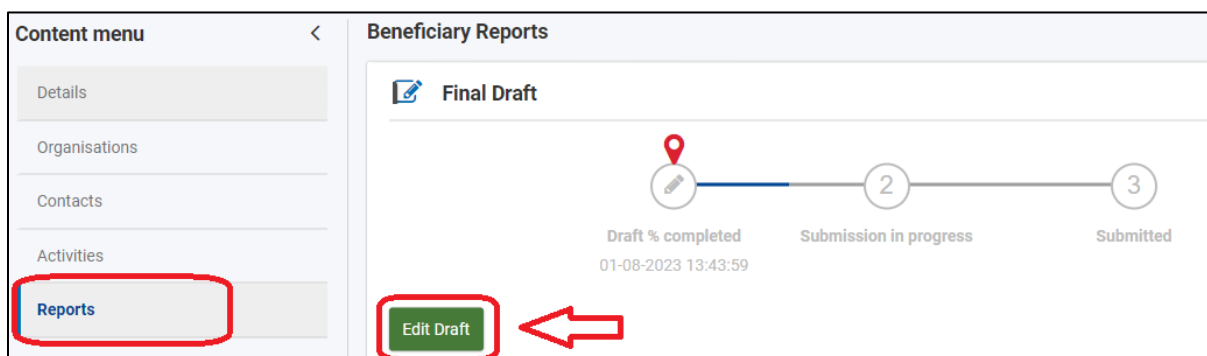 Content menu
Details
Organisations
Contacts
Activities
Reports
Beneficiary Reports
Final Draft
2
3
Draft % completed
Submission in progress
Submitted
01-08-2023 13:43:59
Edit Draft